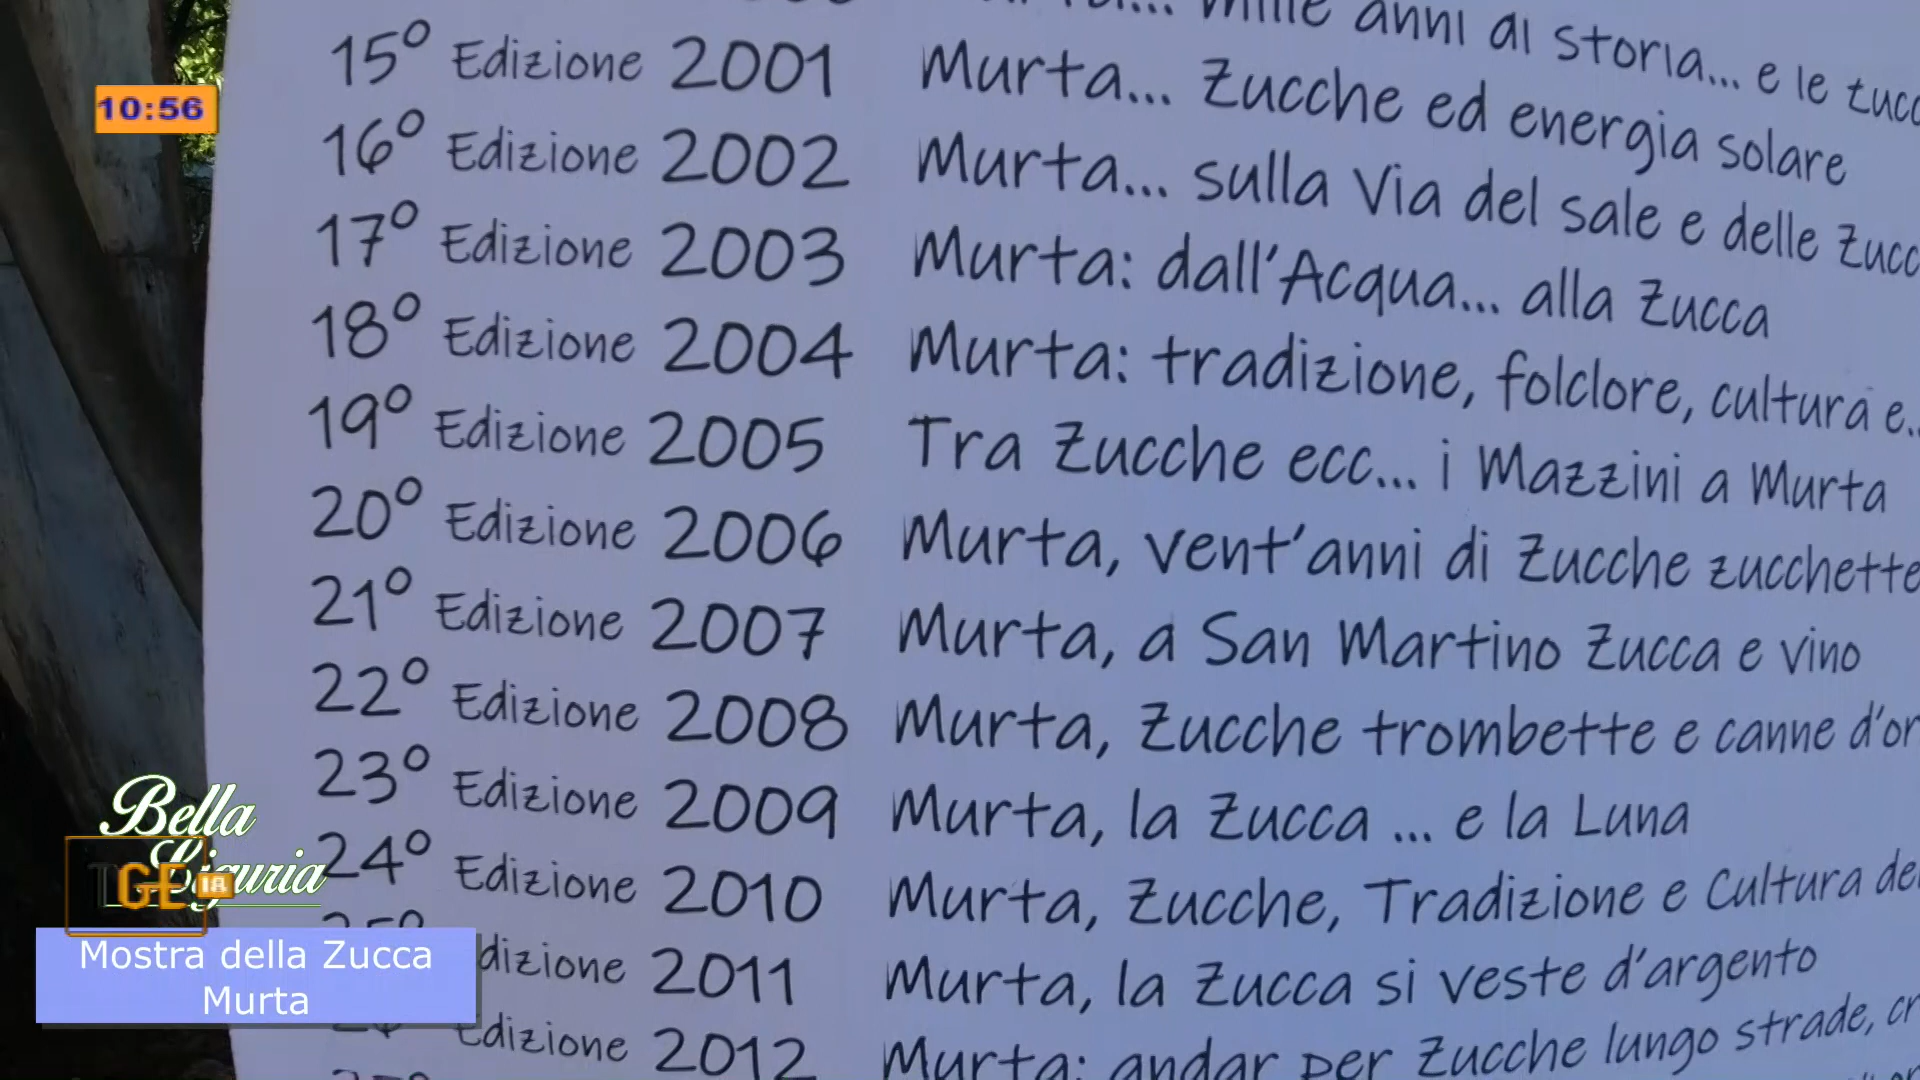 mille anni di storia... e le
15° Edizione 2001 Murta... Zucche ed energia solare
16° Edizione 2002 Murta... sulla Via del sale e delle
17° Edizione 2003 Murta: dall'Acqua... alla Zucca
18° Edizione 2004 Murta: tradizione, folclore, cultura e..
19° Edizione 2005 Tra Zucche ecc... i Mazzini a Murta
20° Edizione 2006 Murta, vent'anni di Zucche zucchette
21° Edizione 2007 Murta, a San Martino Zucca e vino
22° Edizione 2008 Murta, Zucche trombette e canne
23° Edizione 2009 Murta, la Zucca ... e la Luna
24° Edizione 2010 Murta, Zucche, Tradizione e Cultura
25° dizione 2011 Murta, la Zucca si veste d'argento
Edizione 2012 Murta: andar per Zucche lungo strade,
10:56
Bella
Liguria
GE 18
Mostra della Zucca
Murta